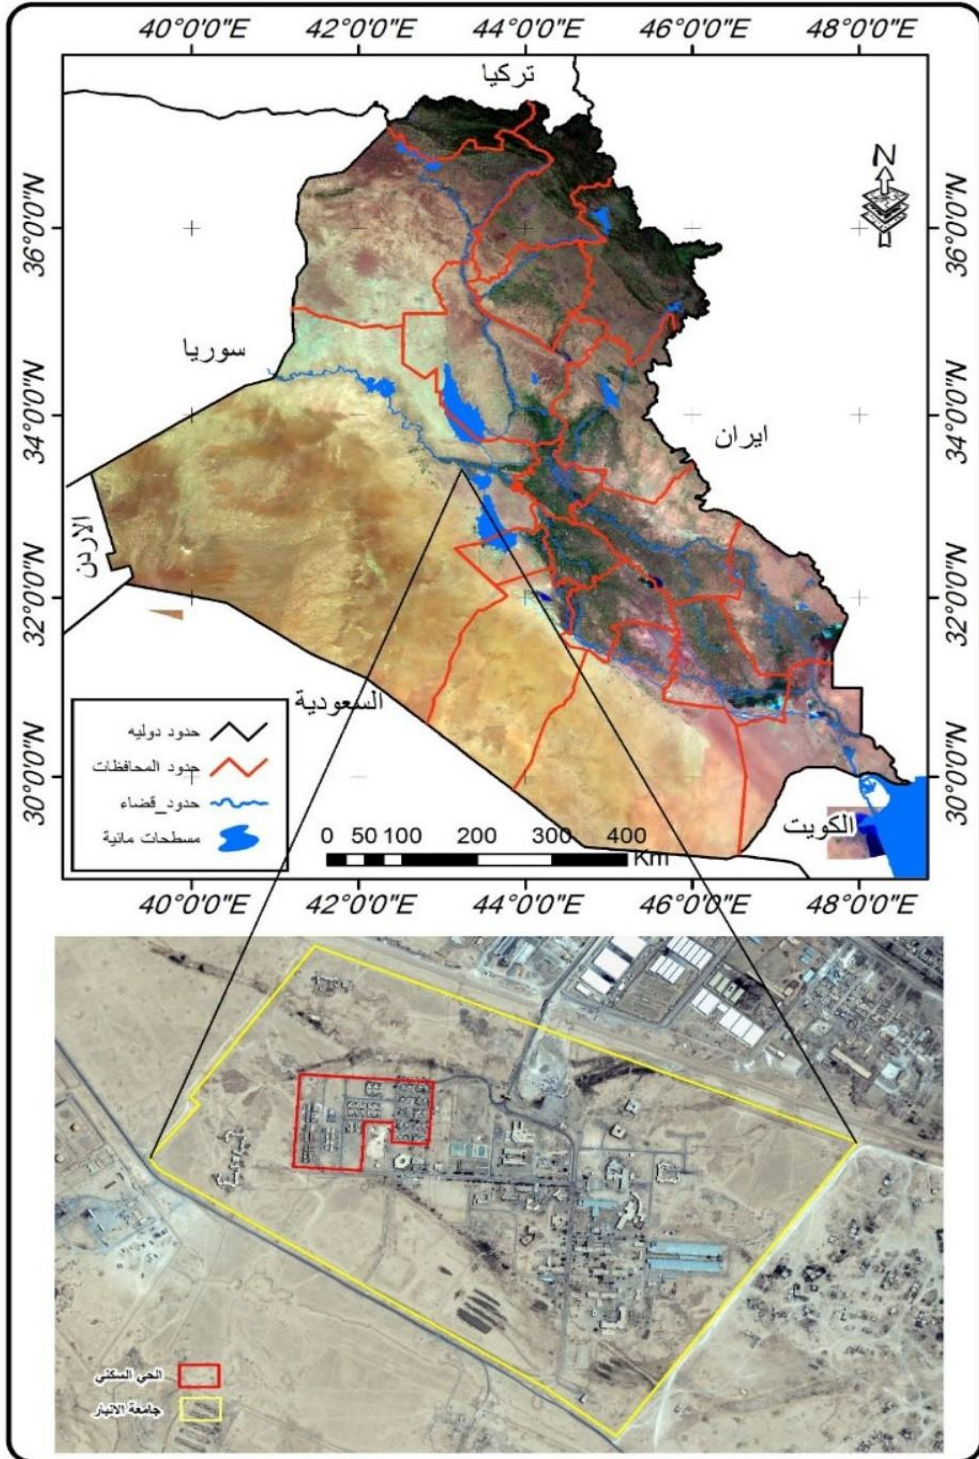 40°0'0"E 42°0'0"E 44°0'0"E 46°0'0"E 48°0'0"E
تركيا
N
36°0'0"N 36°0'0"N
سوريا
34°0'0"N 34°0'0"N
ايران
الاردن
32°0'0"N 32°0'0"N
السعودية
حدود دوليه
حدود المحافظات
حدود_قضاء
مسطحات مائية
30°0'0"N 30°0'0"N
الكويت
0 50 100 200 300 400
Km
40°0'0"E 42°0'0"E 44°0'0"E 46°0'0"E 48°0'0"E
الحي السكني
جامعة الانبار